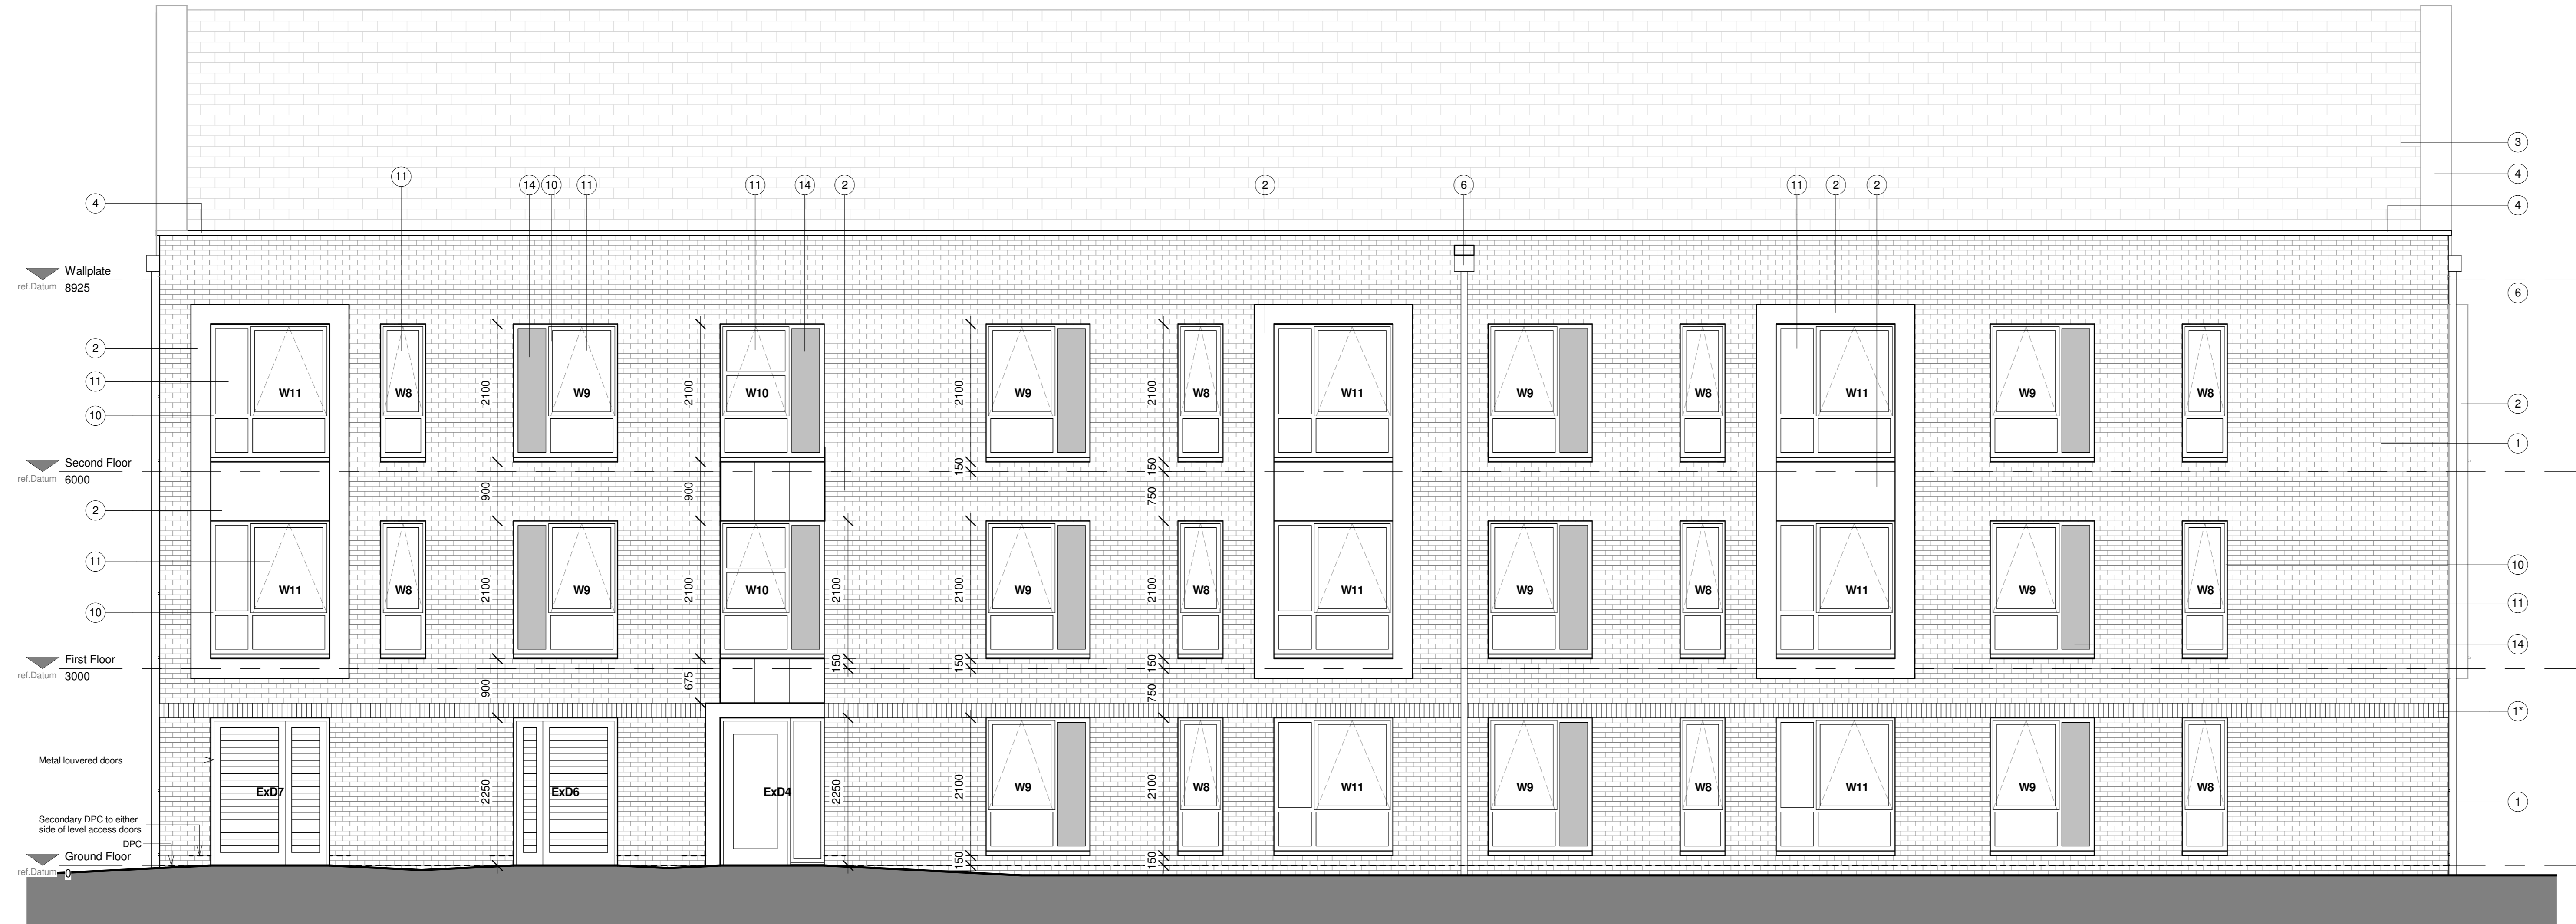 3
11
14
10
11
11
14
2
2
6
11
2
2
4
4
4
Wallplate
ref.Datum 8925
6
2
11
10
2100
2100
2100
2100
W11
W8
W9
W10
W9
W8
W11
W9
W8
W11
W9
W8
2
1
Second Floor
ref.Datum 6000
150
150
2
900
900
750
11
10
2100
2100
2100
2100
2100
W11
W8
W9
W10
W9
W8
W11
W9
W8
W11
W9
W8
10
11
14
First Floor
ref.Datum 3000
150
150
150
900
675
750
1*
Metal louvered doors
ExD7
ExD6
ExD4
2250
2250
2100
2100
W9
W8
W11
W9
W8
W11
W9
W8
1
Secondary DPC to either
side of level access doors
DPC
Ground Floor
ref.Datum 0
150
150